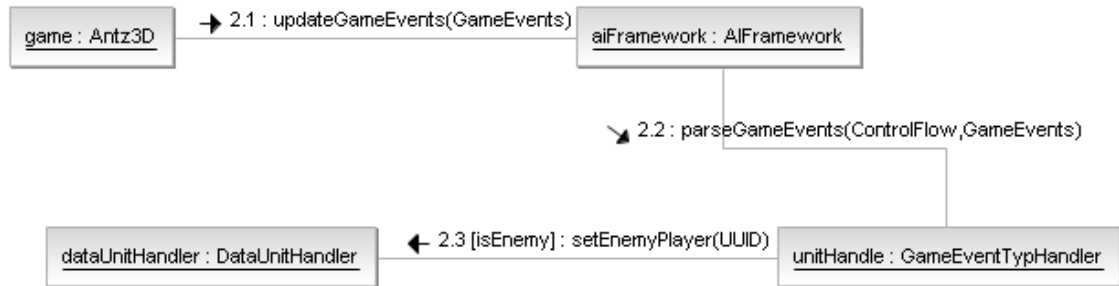 2.1 : updateGameEvents(GameEvents)
game : Antz3D
aiFramework : AIFramework
2.2 : parseGameEvents(ControlFlow,GameEvents)
2.3 [isEnemy] : setEnemyPlayer(UUID)
dataUnitHandler : DataUnitHandler
unitHandle : GameEventTypHandler